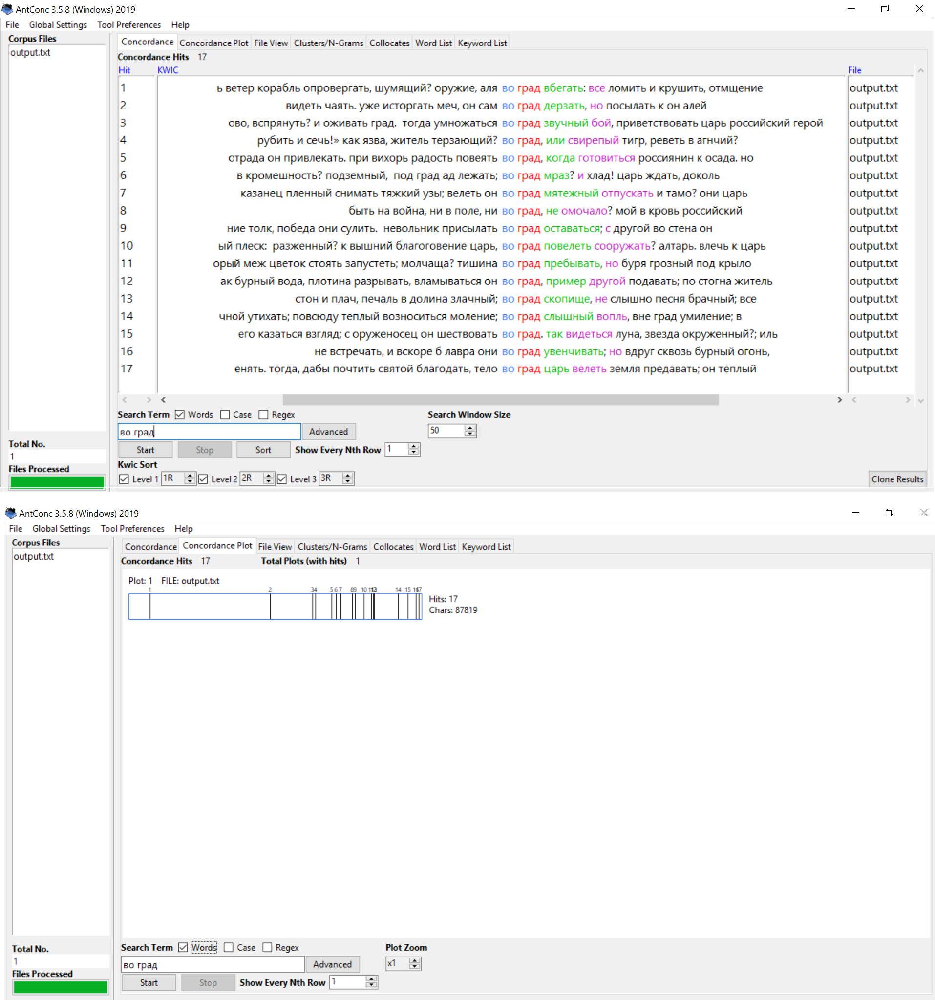 AntConc 3.5.8 (Windows) 2019
File Global Settings Tool Preferences Help
Corpus Files
output.txt
Concordance Concordance Plot File View Clusters/N-Grams Collocates Word List Keyword List
Concordance Hits 17
Hit KWIC File
1 ь ветер корабль опровергать, шумящий? оружие, аля во град вбегать: все ломить и крушить, отмщение output.txt
2 видеть чаять. уже исторгать меч, он сам во град дерзать, но посылать к он алей output.txt
3 ово, вспрянуть? и оживать град. тогда умножаться во град звучный бой, приветствовать царь российский герой output.txt
4 рубить и сечь!» как язва, житель терзающий? во град, или свирепый тигр, реветь в агнчий? output.txt
5 отрада он привлекать. при вихорь радость повеять во град, когда готовиться россиянин к осада. но output.txt
6 в кромешность? подземный, под град ад лежать; во град мраз? и хлад! царь ждать, доколь output.txt
7 казанец пленный снимать тяжкий узы; велеть он во град мятежный отпускать и тамо? они царь output.txt
8 быть на война, ни в поле, ни во град, не омочало? мой в кровь российский output.txt
9 ние толк, победа они сулить. невольник присылать во град оставаться; с другой во стена он output.txt
10 ый плеск: разженный? к вышний благоговение царь, во град повелеть сооружать? алтарь. влечь к царь output.txt
11 орый меж цветок стоять запустеть; молчаща? тишина во град пребывать, но буря грозный под крыло output.txt
12 ак бурный вода, плотина разрывать, вламываться он во град, пример другой подавать; по стогна житель output.txt
13 стон и плач, печаль в долина злачный; во град скопище, не слышно песня брачный; все output.txt
14 чной утихать; повсюду теплый возноситься моление; во град слышный вопль, вне град умиление; в output.txt
15 его казаться взгляд; с оруженосец он шествовать во град. так видеться луна, звезда окруженный?; иль output.txt
16 не встречать, и вскоре б лавра они во град увенчивать; но вдруг сквозь бурный огонь, output.txt
17 енять. тогда, дабы почтить святой благодать, тело во град царь велеть земля предавать; он теплый output.txt
Search Term Words Case Regex Search Window Size
во град Advanced 50
Start Stop Sort Show Every Nth Row 1
Kwic Sort
Level 1 1R Level 2 2R Level 3 3R Clone Results
Total No.
1
Files Processed
AntConc 3.5.8 (Windows) 2019
File Global Settings Tool Preferences Help
Corpus Files
output.txt
Concordance Concordance Plot File View Clusters/N-Grams Collocates Word List Keyword List
Concordance Hits 17 Total Plots (with hits) 1
Plot: 1 FILE: output.txt
1 2 3 4 5 6 7 8 9 10 14 15
Hits: 17
Chars: 87819
Search Term Words Case Regex Plot Zoom
во град Advanced x1
Start Stop Show Every Nth Row 1
Total No.
1
Files Processed